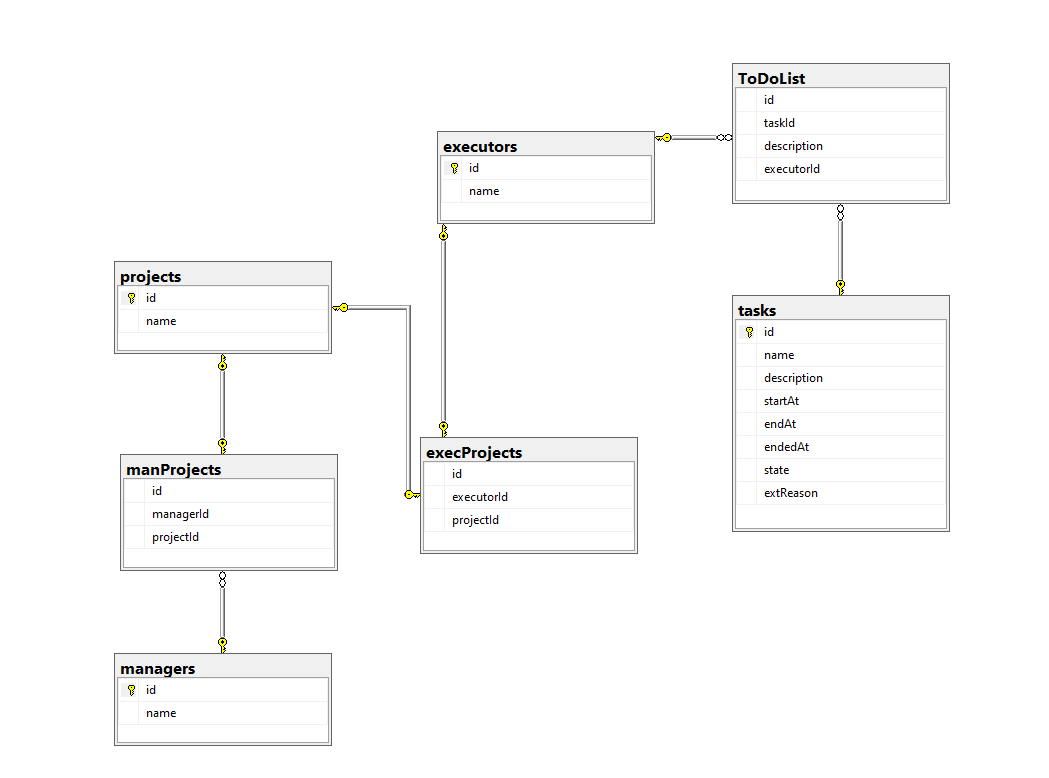 ToDoList
id
taskId
description
executorId
executors
id
name
projects
id
name
tasks
id
name
description
startAt
endAt
endedAt
state
extReason
manProjects
id
managerId
projectId
execProjects
id
executorId
projectId
managers
id
name